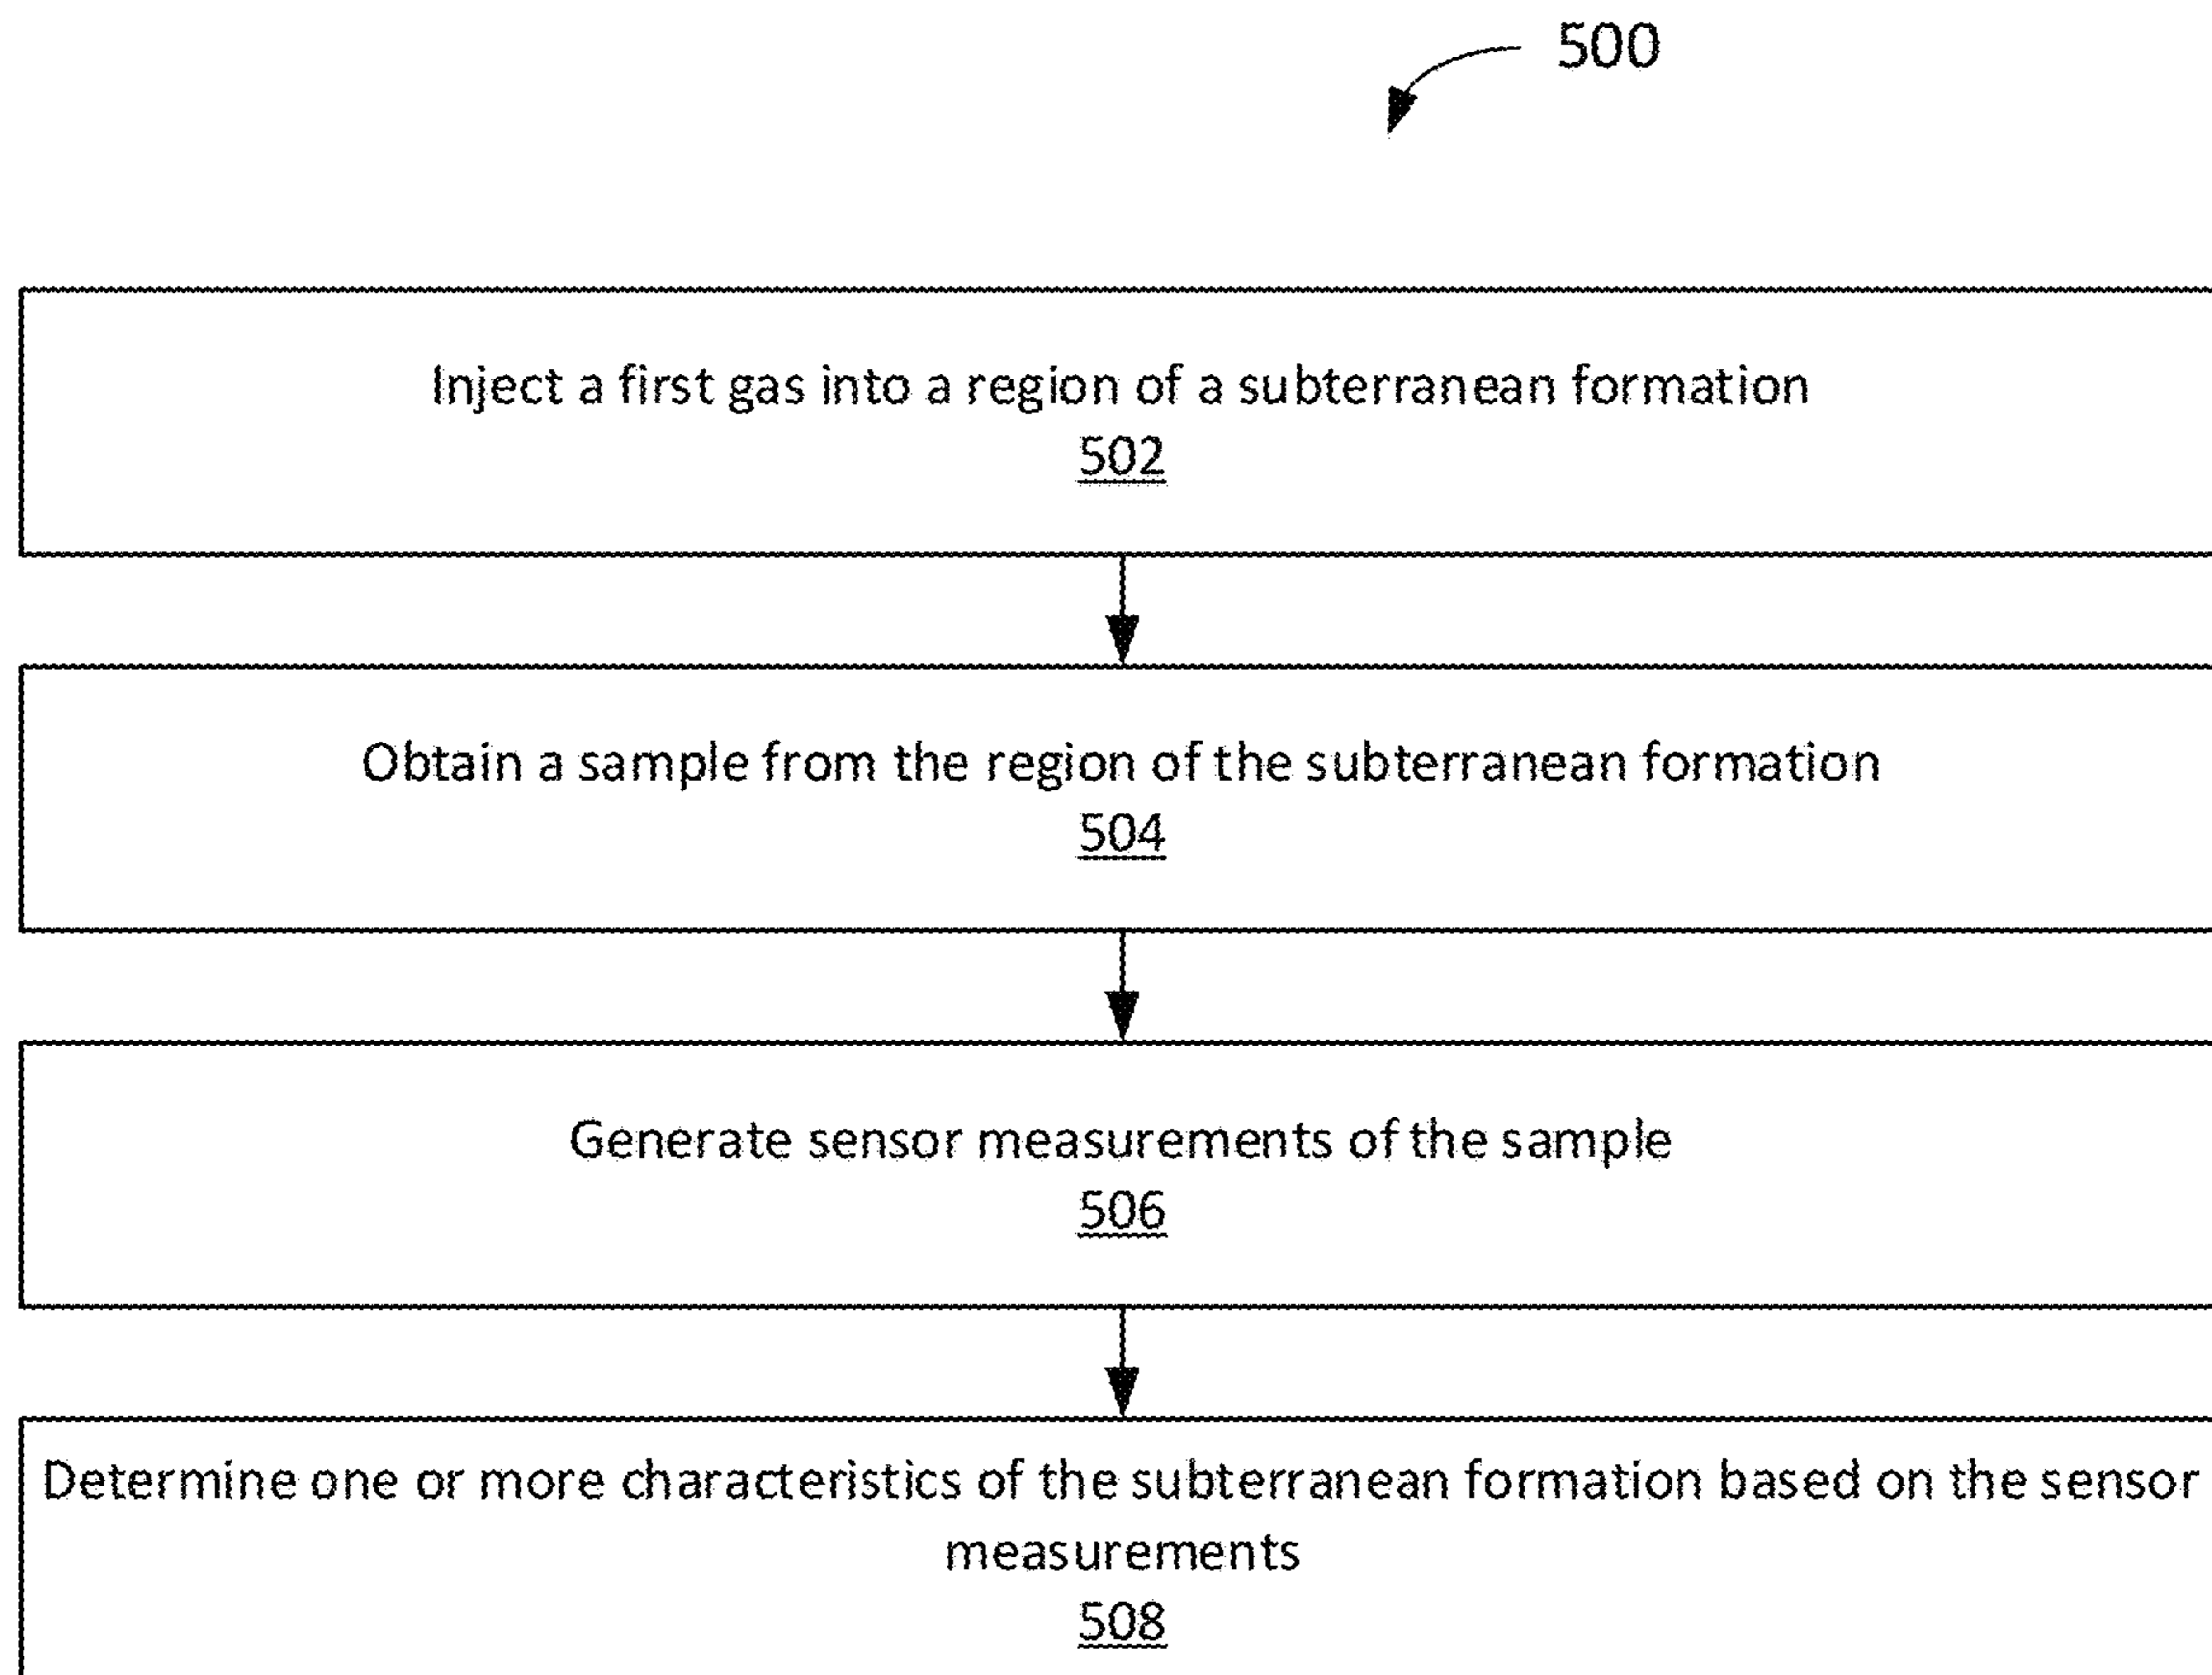 500
Inject a first gas into a region of a subterranean formation
502
Obtain a sample from the region of the subterranean formation
504
Generate sensor measurements of the sample
506
Determine one or more characteristics of the subterranean formation based on the sensor
measurements
508